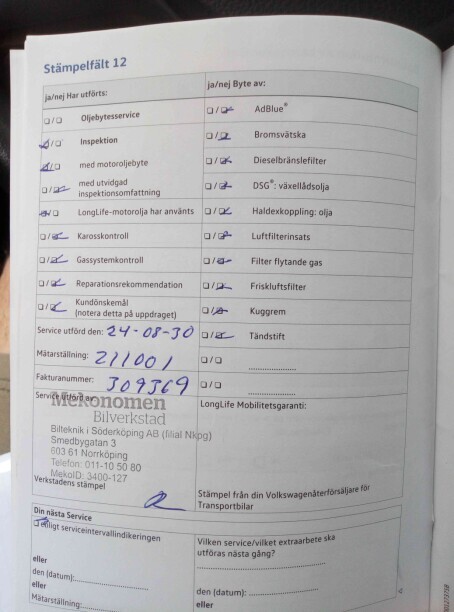 Stämpelfält 12
ja/nej Har utförts:
ja/nej Byte av:
☐/☐ Oljebytesservice
☐/☑ AdBlue®
☑/☐ Inspektion
☐/☑ Bromsvätska
☑/☐ med motoroljebyte
☐/☑ Dieselbränslefilter
☐/☑ med utvidgad
inspektionsomfattning
☐/☑ DSG®: växellådsolja
☑/☐ LongLife-motorolja har använts
☐/☑ Haldexkoppling: olja
☐/☑ Karosskontroll
☐/☑ Luftfilterinsats
☐/☑ Gassystemkontroll
☐/☑ Filter flytande gas
☐/☑ Reparationsrekommendation
☐/☑ Friskluftsfilter
☐/☑ Kundönskemål
(notera detta på uppdraget)
☐/☑ Kuggrem
Service utförd den: 24-08-30
☐/☑ Tändstift
Mätarställning: 211001
☐/☐ ....................
Fakturanummer: 309369
☐/☐ ....................
Service utförd av:
LongLife Mobilitetsgaranti:
Mekonomen
Bilverkstad
Bilteknik i Söderköping AB (filial Nkpg)
Smedbygatan 3
603 61 Norrköping
Telefon: 011-10 50 80
MekoID: 3400-127
Verkstadens stämpel
Stämpel från din Volkswagenåterförsäljare för
Transportbilar
Din nästa Service
Enligt serviceintervallindikeringen
Vilken service/vilket extraarbete ska
utföras nästa gång?
eller
den (datum):
den (datum):
eller
eller
Mätarställning: